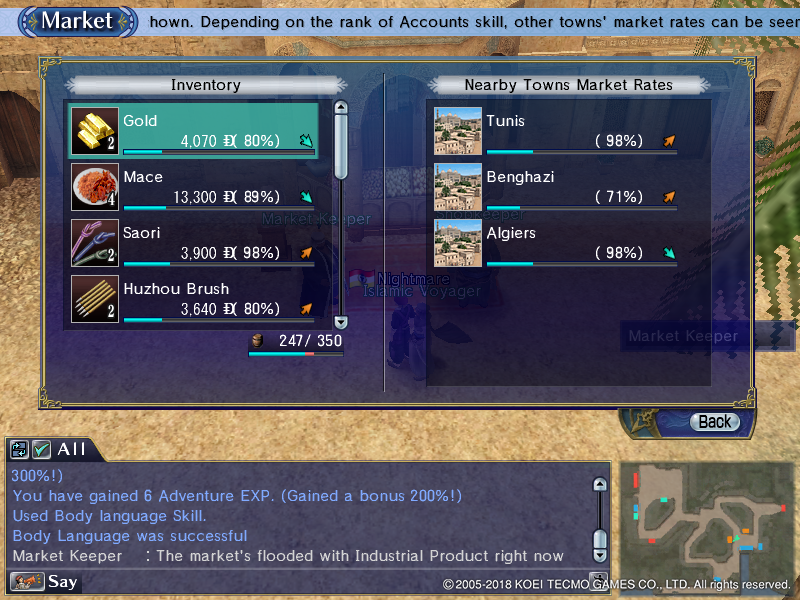 Market
hown. Depending on the rank of Accounts skill, other towns' market rates can be seen
Inventory
Nearby Towns Market Rates
Gold
2
4,070 D( 80%)
Mace
4
13,300 D( 89%)
Saori
2
3,900 D( 98%)
Huzhou Brush
2
3,640 D( 80%)
247/ 350
Tunis
( 98%)
Benghazi
( 71%)
Algiers
( 98%)
Market Keeper
Shopkeeper
Nightmare
Islamic Voyager
Market Keeper
Back
All
300%!)
You have gained 6 Adventure EXP. (Gained a bonus 200%!)
Used Body language Skill.
Body Language was successful
Market Keeper : The market's flooded with Industrial Product right now
Say
©2005-2018 KOEI TECMO GAMES CO., LTD. All rights reserved.